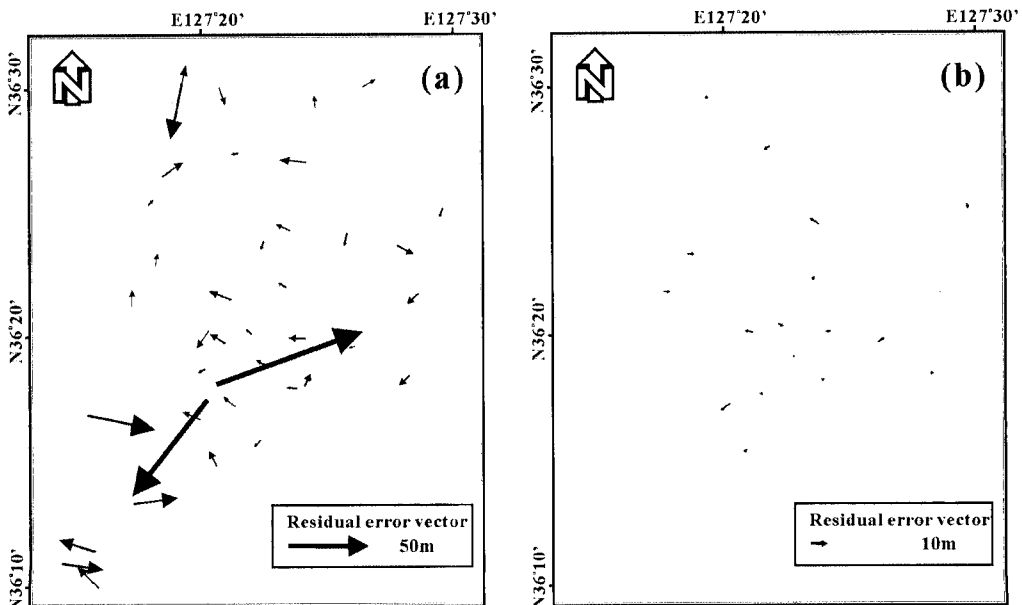 E127°20' E127°30'
N36°30'
N
(a)
N36°20'
N36°10'
Residual error vector
50m
E127°20' E127°30'
N36°30'
N
(b)
N36°20'
N36°10'
Residual error vector
10m